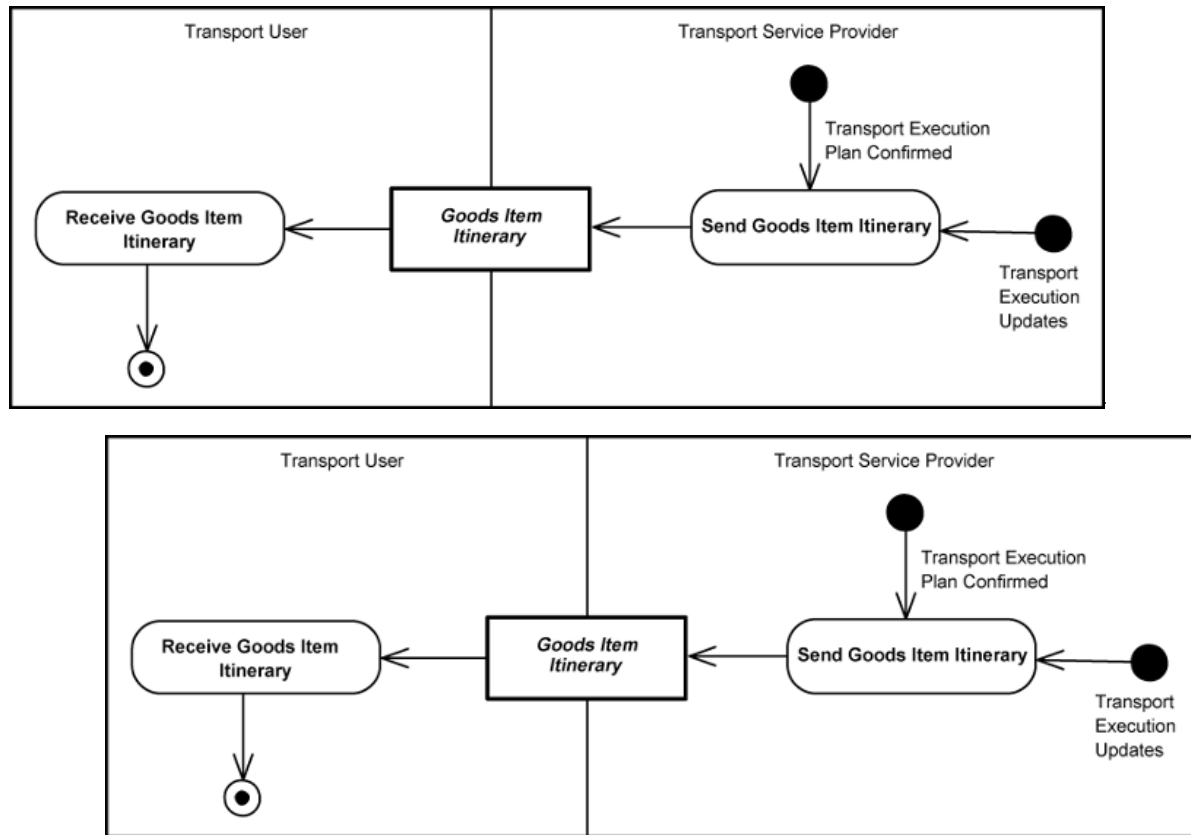 Transport User
Transport Service Provider
Transport Execution
Plan Confirmed
Receive Goods Item
Itinerary
Goods Item
Itinerary
Send Goods Item Itinerary
Transport
Execution
Updates
Transport User
Transport Service Provider
Transport Execution
Plan Confirmed
Receive Goods Item
Itinerary
Goods Item
Itinerary
Send Goods Item Itinerary
Transport
Execution
Updates